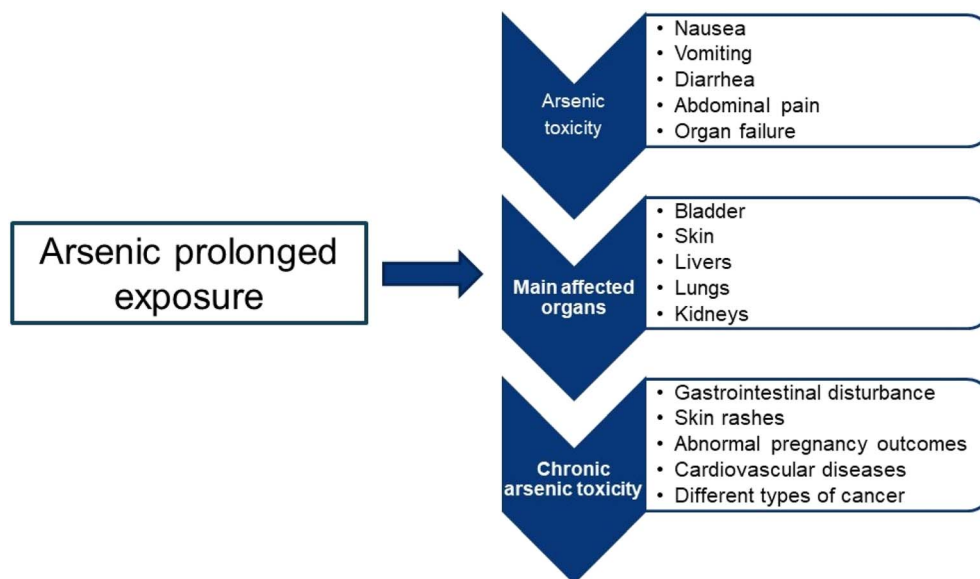 Arsenic prolonged
exposure
Arsenic
toxicity
• Nausea
• Vomiting
• Diarrhea
• Abdominal pain
• Organ failure
Main affected
organs
• Bladder
• Skin
• Livers
• Lungs
• Kidneys
Chronic
arsenic toxicity
• Gastrointestinal disturbance
• Skin rashes
• Abnormal pregnancy outcomes
• Cardiovascular diseases
• Different types of cancer